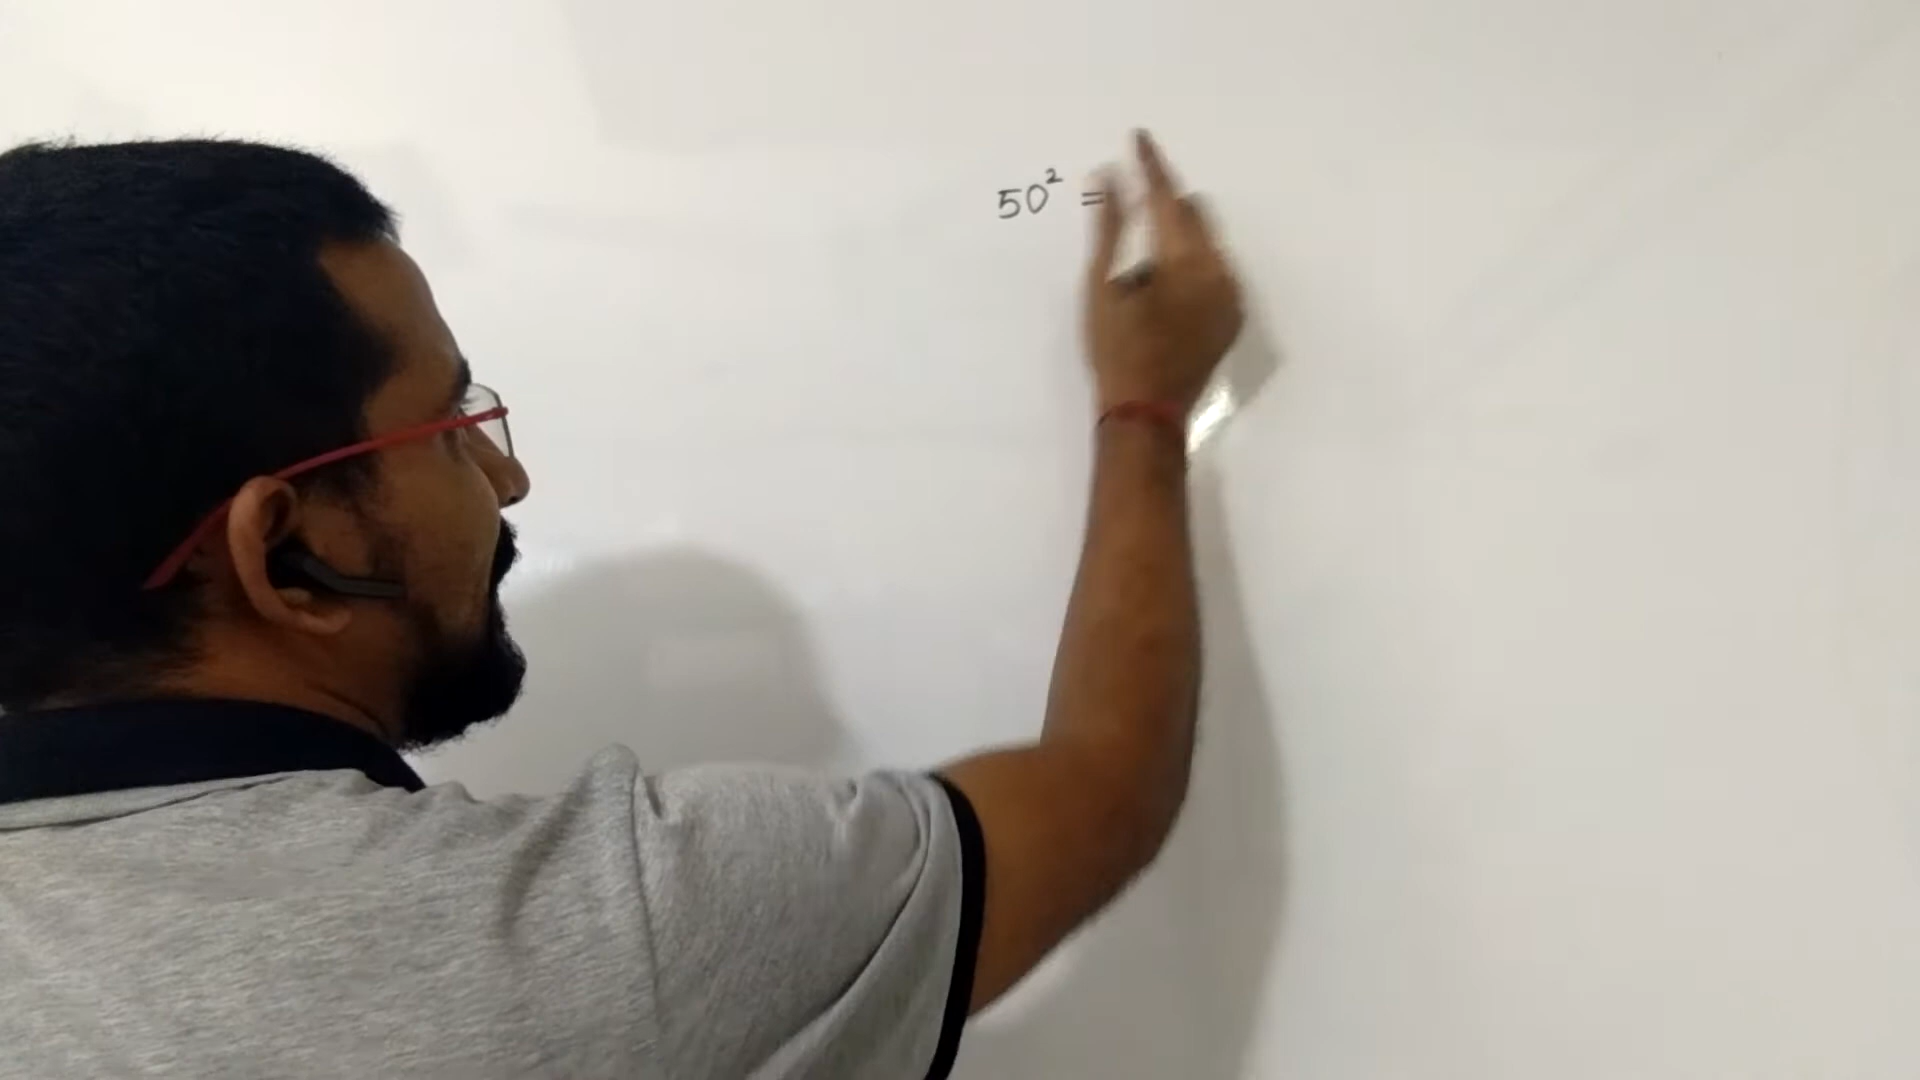 50² =